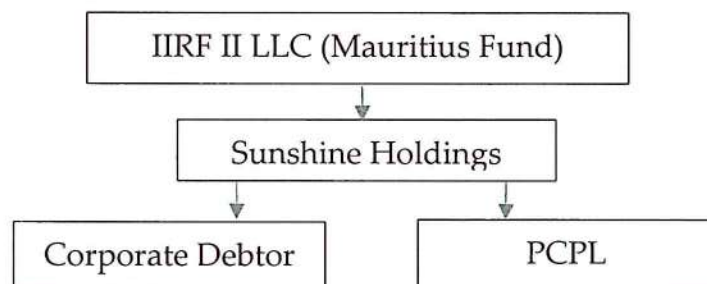 IIRF II LLC (Mauritius Fund)
Sunshine Holdings
Corporate Debtor
PCPL